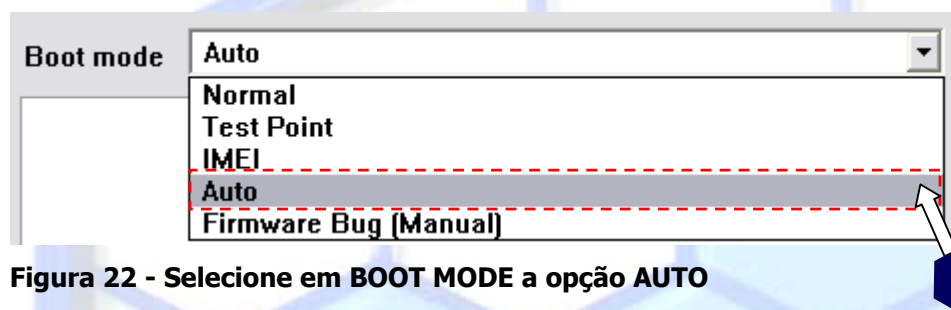 Boot mode Auto
Normal
Test Point
IMEI
Auto
Firmware Bug (Manual)
Figura 22 - Selecione em BOOT MODE a opção AUTO